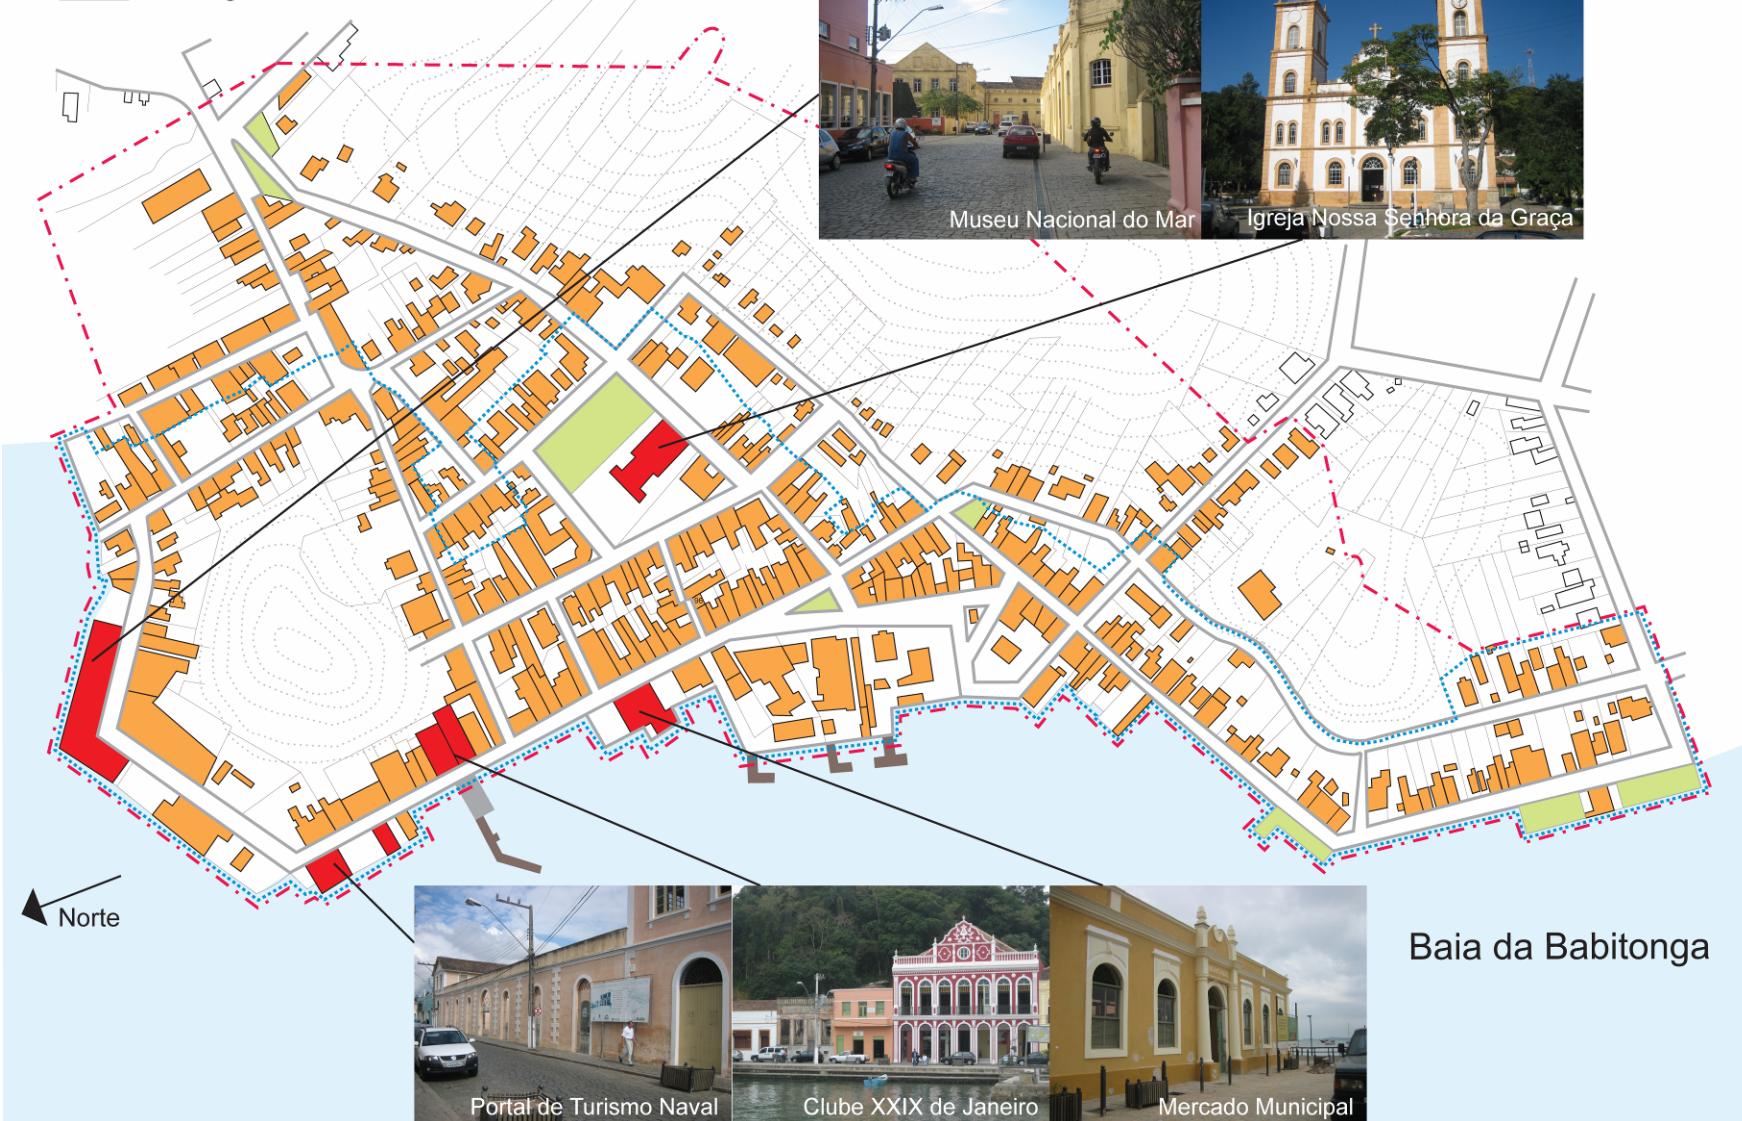 Museu Nacional do Mar
Igreja Nossa Senhora da Graça
Norte
Baia da Babitonga
Portal de Turismo Naval
Clube XXIX de Janeiro
Mercado Municipal